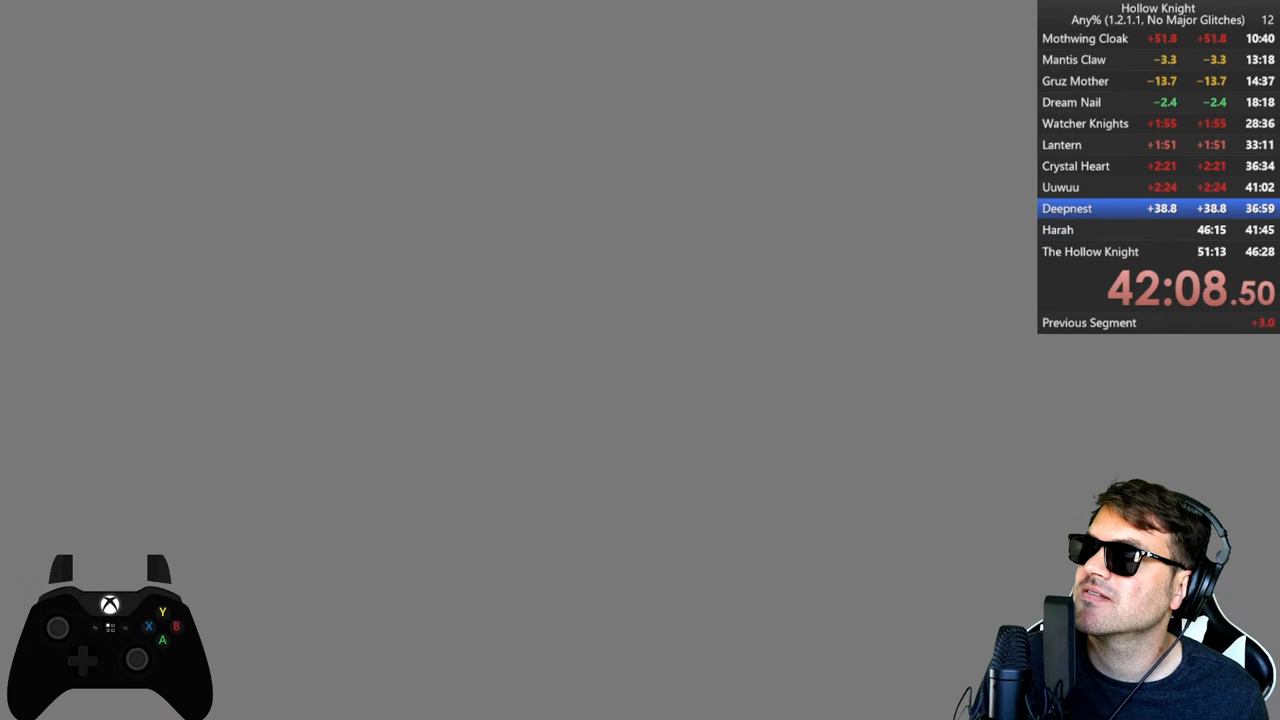 Hollow Knight
Any% (1.2.1.1, No Major Glitches) 12
Mothwing Cloak +51.8 +51.8 10:40
Mantis Claw −3.3 −3.3 13:18
Gruz Mother −13.7 −13.7 14:37
Dream Nail −2.4 −2.4 18:18
Watcher Knights +1:55 +1:55 28:36
Lantern +1:51 +1:51 33:11
Crystal Heart +2:21 +2:21 36:34
Uuwuu +2:24 +2:24 41:02
Deepnest +38.8 +38.8 36:59
Harah 46:15 41:45
The Hollow Knight 51:13 46:28
42:08.50
Previous Segment +3.0
Y
X B
A